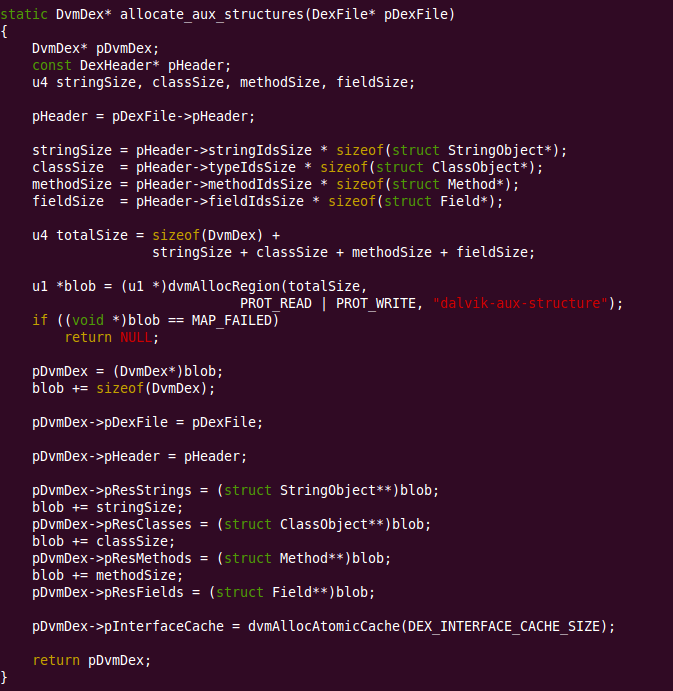 static DvmDex* allocate_aux_structures(DexFile* pDexFile)
{
    DvmDex* pDvmDex;
    const DexHeader* pHeader;
    u4 stringSize, classSize, methodSize, fieldSize;

    pHeader = pDexFile->pHeader;

    stringSize = pHeader->stringIdsSize * sizeof(struct StringObject*);
    classSize  = pHeader->typeIdsSize * sizeof(struct ClassObject*);
    methodSize = pHeader->methodIdsSize * sizeof(struct Method*);
    fieldSize  = pHeader->fieldIdsSize * sizeof(struct Field*);

    u4 totalSize = sizeof(DvmDex) +
                   stringSize + classSize + methodSize + fieldSize;

    u1 *blob = (u1 *)dvmAllocRegion(totalSize,
                              PROT_READ | PROT_WRITE, "dalvik-aux-structure");
    if ((void *)blob == MAP_FAILED)
        return NULL;

    pDvmDex = (DvmDex*)blob;
    blob += sizeof(DvmDex);

    pDvmDex->pDexFile = pDexFile;

    pDvmDex->pHeader = pHeader;

    pDvmDex->pResStrings = (struct StringObject**)blob;
    blob += stringSize;
    pDvmDex->pResClasses = (struct ClassObject**)blob;
    blob += classSize;
    pDvmDex->pResMethods = (struct Method**)blob;
    blob += methodSize;
    pDvmDex->pResFields = (struct Field**)blob;

    pDvmDex->pInterfaceCache = dvmAllocAtomicCache(DEX_INTERFACE_CACHE_SIZE);

    return pDvmDex;
}